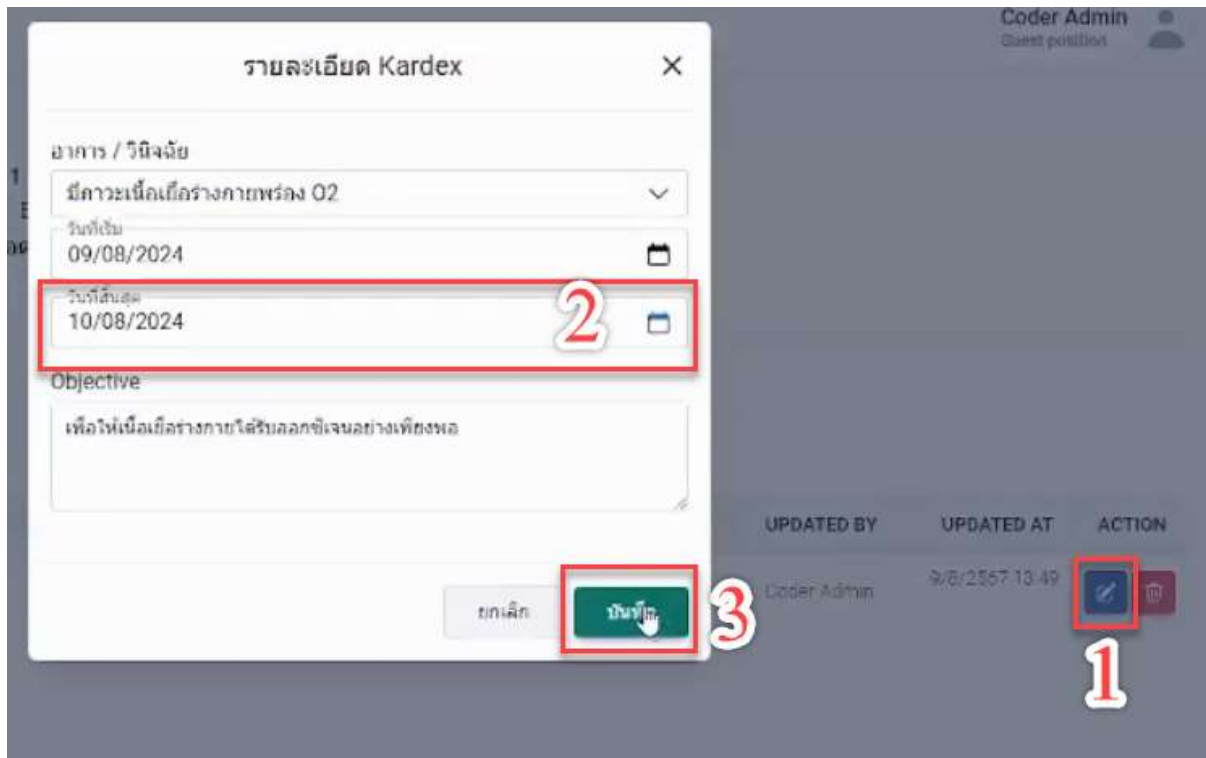 Coder Admin
Guest position
รายละเอียด Kardex
อาการ / วินิจฉัย
มีภาวะเนื้อเยื่อร่างกายพร่อง O2
วันที่เริ่ม
09/08/2024
วันที่สิ้นสุด
10/08/2024
2
Objective
เพื่อให้เนื้อเยื่อร่างกายได้รับออกซิเจนอย่างเพียงพอ
UPDATED BY UPDATED AT ACTION
Coder Admin 9/8/2567 13:49
ยกเลิก บันทึก 3
1